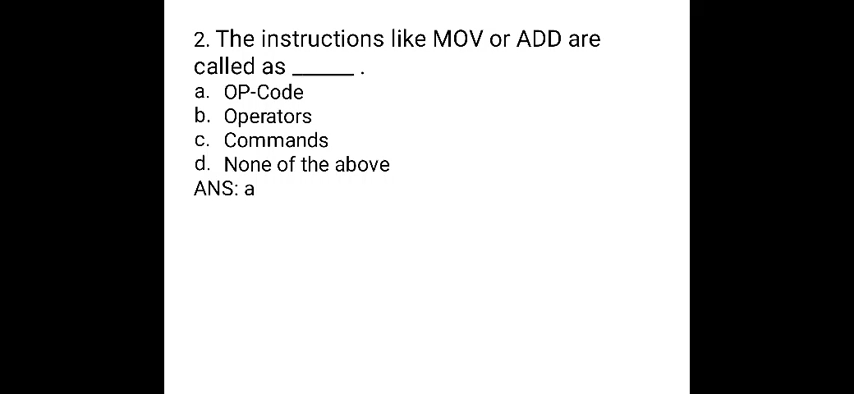 2. The instructions like MOV or ADD are
called as ______ .
a. OP-Code
b. Operators
c. Commands
d. None of the above
ANS: a